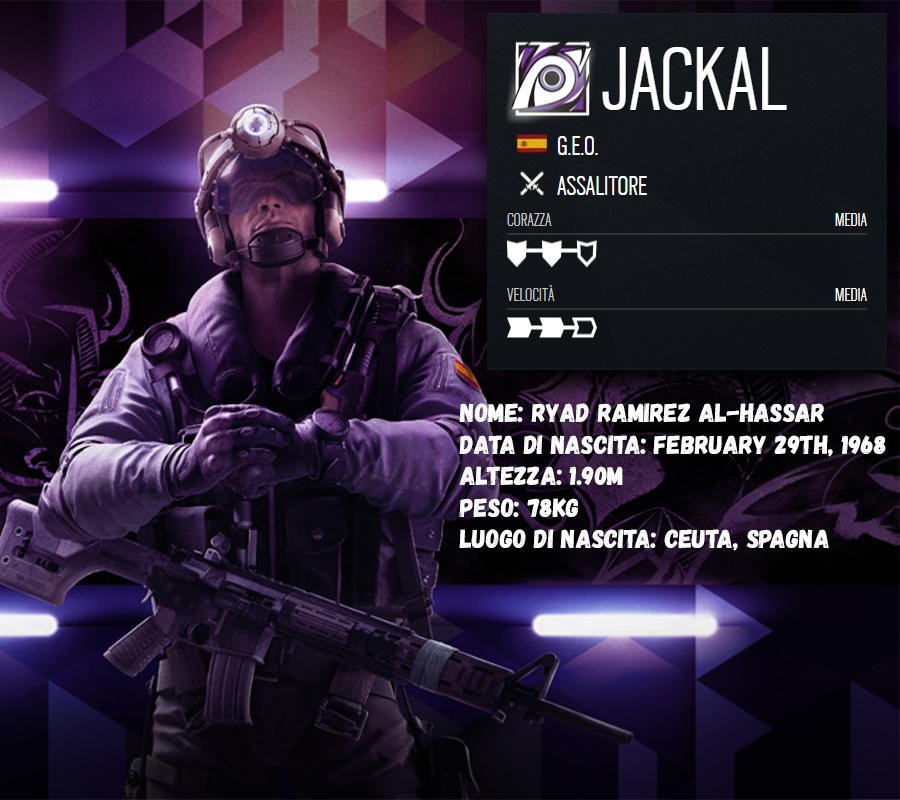 JACKAL
G.E.O.
ASSALITORE
CORAZZA MEDIA
VELOCITÀ MEDIA
NOME: RYAD RAMIREZ AL-HASSAR
DATA DI NASCITA: FEBRUARY 29TH, 1968
ALTEZZA: 1.90M
PESO: 78KG
LUOGO DI NASCITA: CEUTA, SPAGNA